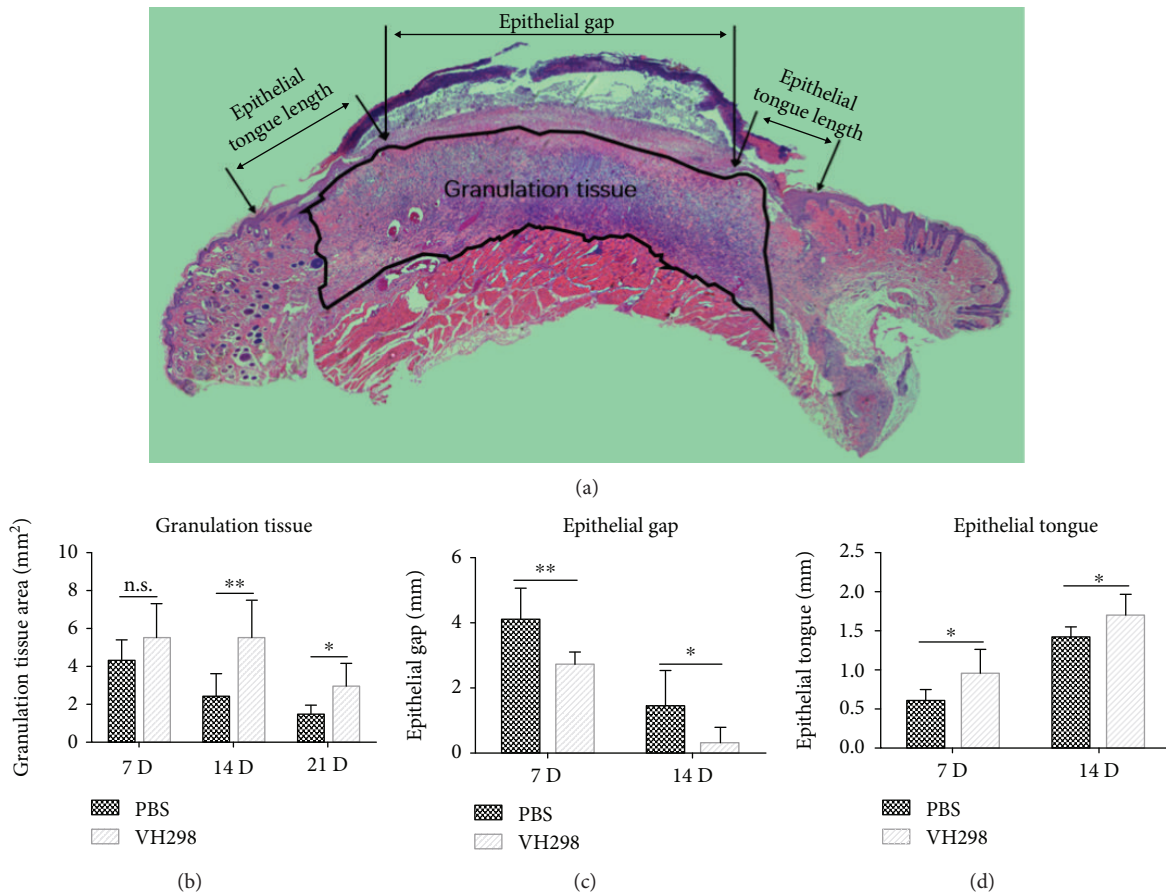 Epithelial gap
Epithelial
tongue length
Epithelial
tongue length
Granulation tissue
(a)
Granulation tissue
Granulation tissue area (mm²)
10
8
6
4
2
0
n.s.
**
*
7 D
14 D
21 D
PBS
VH298
(b)
Epithelial gap
Epithelial gap (mm)
6
4
2
0
**
*
7 D
14 D
PBS
VH298
(c)
Epithelial tongue
Epithelial tongue (mm)
2.5
2.0
1.5
1.0
0.5
0.0
*
*
7 D
14 D
PBS
VH298
(d)